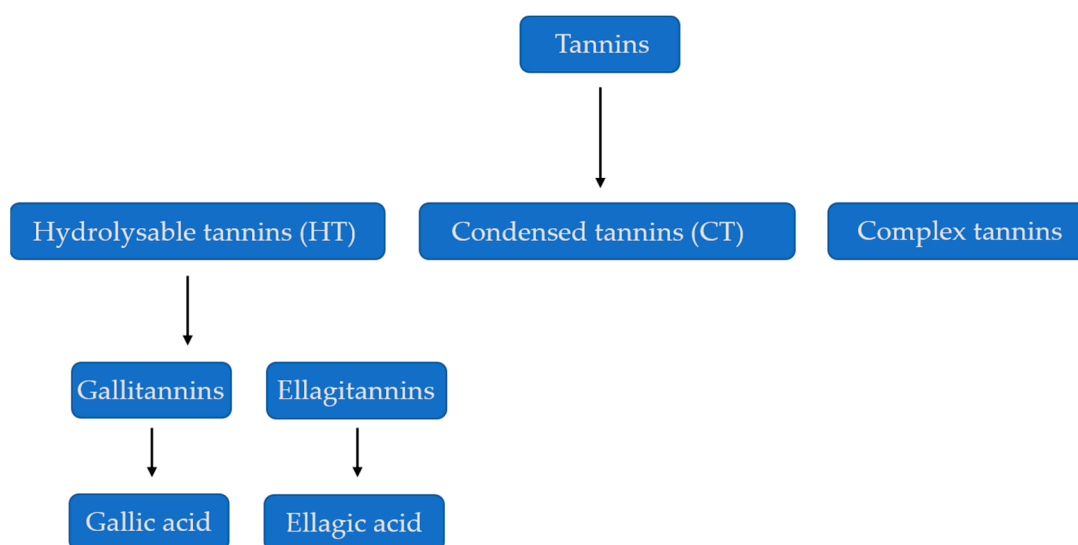 Tannins
Hydrolysable tannins (HT)
Condensed tannins (CT)
Complex tannins
Gallitannins
Ellagitannins
Gallic acid
Ellagic acid